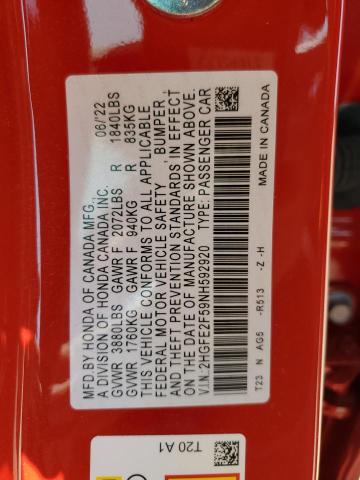 MFD BY HONDA OF CANADA MFG., 06/'22
A DIVISION OF HONDA CANADA INC.
GVWR 3880LBS GAWR F 2072LBS R 1840LBS
GVWR 1760KG GAWR F 940KG R 835KG
THIS VEHICLE CONFORMS TO ALL APPLICABLE
FEDERAL MOTOR VEHICLE SAFETY, BUMPER,
AND THEFT PREVENTION STANDARDS IN EFFECT
ON THE DATE OF MANUFACTURE SHOWN ABOVE.
V.I.N.: 2HGFE2F59NH592920 TYPE: PASSENGER CAR
MADE IN CANADA
T23 N AG5 -R513 -Z -H
T20 A1